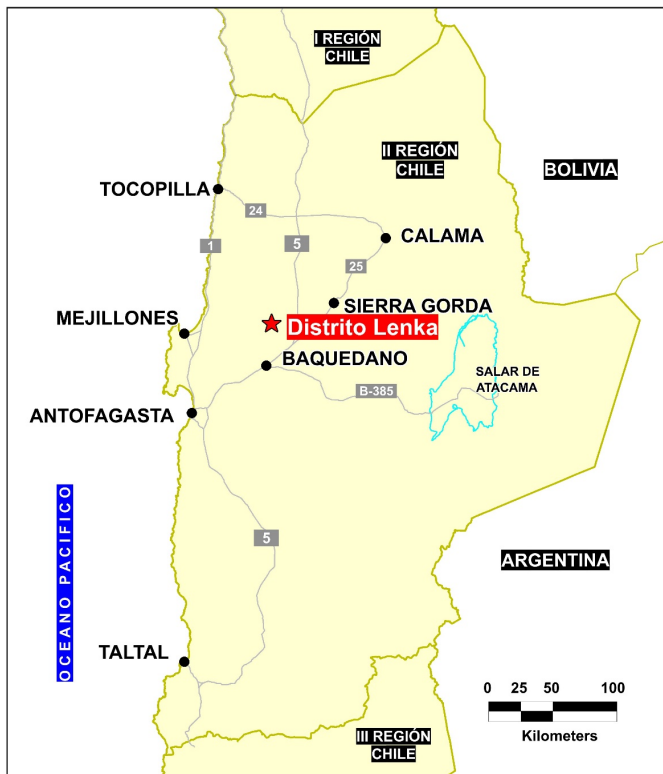 I REGIÓN
CHILE
II REGIÓN
CHILE
BOLIVIA
TOCOPILLA
24
1
5
CALAMA
25
SIERRA GORDA
MEJILLONES
Distrito Lenka
BAQUEDANO
SALAR DE
ATACAMA
B-385
ANTOFAGASTA
OCEANO PACIFICO
5
ARGENTINA
TALTAL
0 25 50 100
Kilometers
III REGIÓN
CHILE